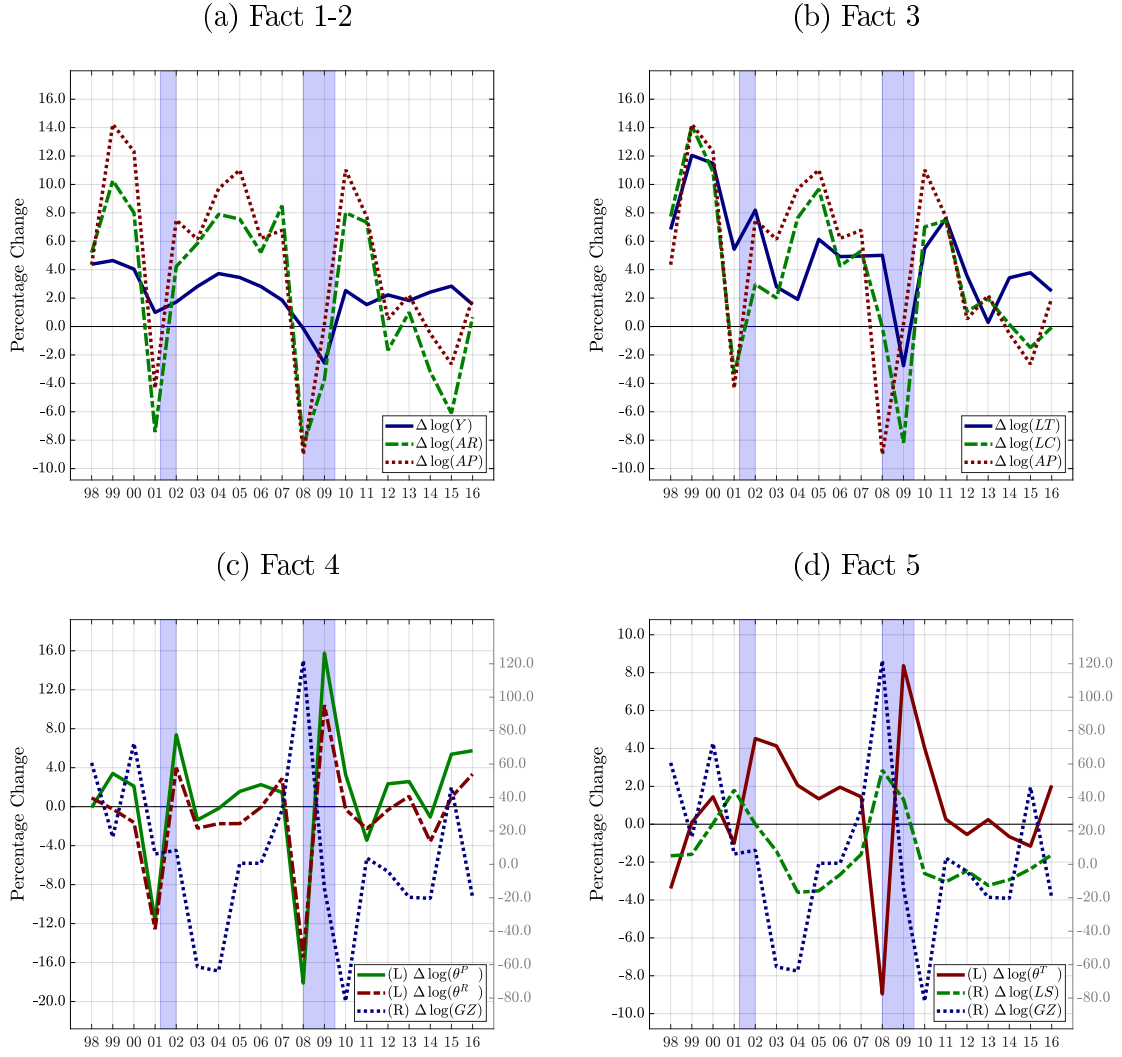 (a) Fact 1-2
Percentage Change
16.0
14.0
12.0
10.0
8.0
6.0
4.0
2.0
0.0
-2.0
-4.0
-6.0
-8.0
-10.0
Δ log(Y)
Δ log(AR)
Δ log(AP)
98 99 00 01 02 03 04 05 06 07 08 09 10 11 12 13 14 15 16
(b) Fact 3
Percentage Change
16.0
14.0
12.0
10.0
8.0
6.0
4.0
2.0
0.0
-2.0
-4.0
-6.0
-8.0
-10.0
Δ log(LT)
Δ log(LC)
Δ log(AP)
98 99 00 01 02 03 04 05 06 07 08 09 10 11 12 13 14 15 16
(c) Fact 4
Percentage Change
16.0
12.0
8.0
4.0
0.0
-4.0
-8.0
-12.0
-16.0
-20.0
120.0
100.0
80.0
60.0
40.0
20.0
0.0
-20.0
-40.0
-60.0
-80.0
(L) Δ log(θ^P )
(L) Δ log(θ^R )
(R) Δ log(GZ)
98 99 00 01 02 03 04 05 06 07 08 09 10 11 12 13 14 15 16
(d) Fact 5
Percentage Change
10.0
8.0
6.0
4.0
2.0
0.0
-2.0
-4.0
-6.0
-8.0
-10.0
120.0
100.0
80.0
60.0
40.0
20.0
0.0
-20.0
-40.0
-60.0
-80.0
(L) Δ log(θ^T )
(R) Δ log(LS)
(R) Δ log(GZ)
98 99 00 01 02 03 04 05 06 07 08 09 10 11 12 13 14 15 16